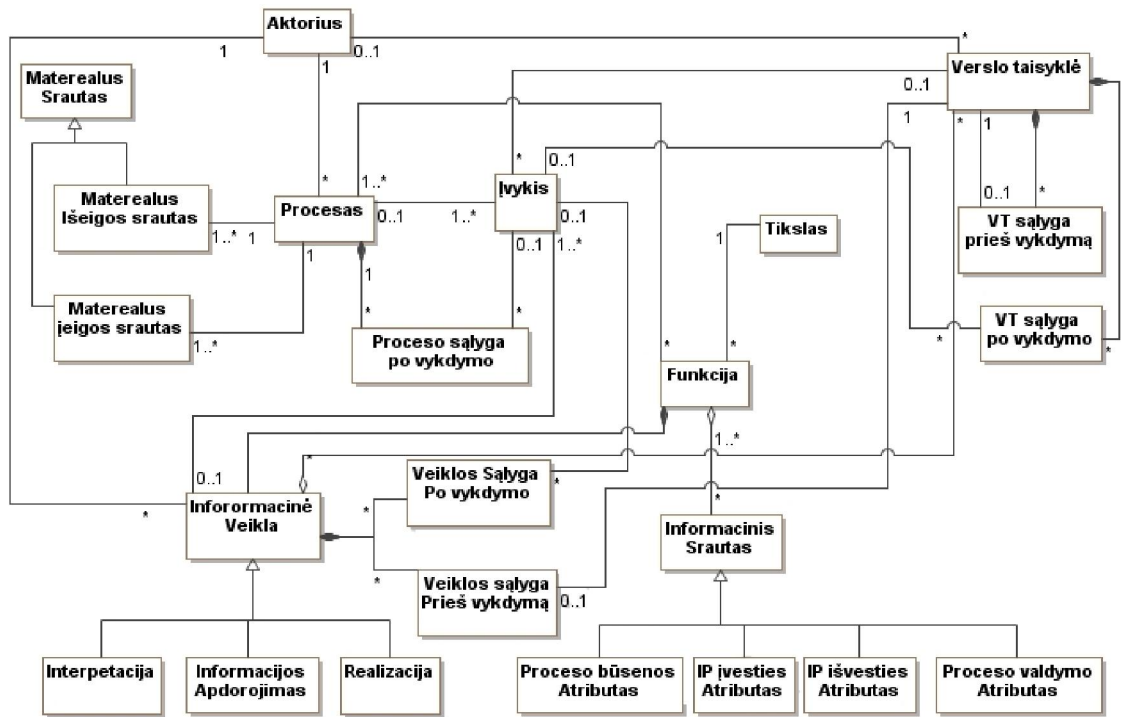 Aktorius
1
0..1
*
1
Materealus
Srautas
Verslo taisyklė
0..1
1
*
1
*
0..1
1..*
*
0..1
*
Įvykis
Procesas
0..1
1..*
0..1
0..1
1..*
Materealus
Išeigos srautas
1..*
1
1
1
Tikslas
1
0..1
*
VT sąlyga
prieš vykdymą
Materealus
įeigos srautas
1..*
*
*
Proceso sąlyga
po vykdymo
*
*
Funkcija
VT sąlyga
po vykdymo
*
*
1..*
0..1
*
*
Inforormacinė
Veikla
*
Veiklos Sąlyga
Po vykdymo
*
*
Veiklos sąlyga
Prieš vykdymą
0..1
*
Informacinis
Srautas
Interpetacija
Informacijos
Apdorojimas
Realizacija
Proceso būsenos
Atributas
IP įvesties
Atributas
IP išvesties
Atributas
Proceso valdymo
Atributas